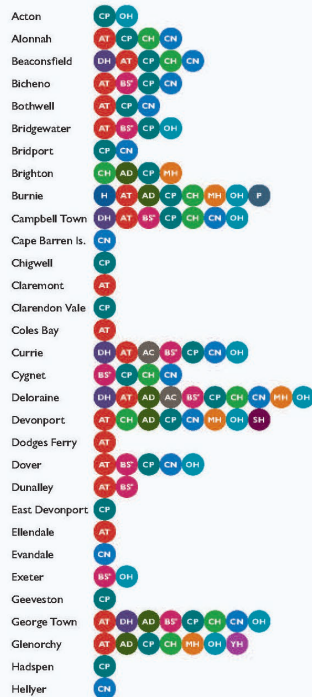 Acton CP OH
Alonnah AT CP CH CN
Beaconsfield DH AT CP CH CN
Bicheno AT BS* CP CN
Bothwell AT CP CN
Bridgewater AT BS* CP OH
Bridport CP CN
Brighton CH AD CP MH
Burnie H AT AD CP CH MH OH P
Campbell Town DH AT BS* CP CH CN OH
Cape Barren Is. CN
Chigwell CP
Claremont AT
Clarendon Vale CP
Coles Bay AT
Currie DH AT AC BS* CP CN OH
Cygnet BS* CP CH CN
Deloraine DH AT AD AC BS* CP CH CN MH OH
Devonport AT CH AD CP CN MH OH SH
Dodges Ferry AT
Dover AT BS* CP CN OH
Dunalley AT BS*
East Devonport CP
Ellendale AT
Evandale CN
Exeter BS* OH
Geeveston CP
George Town AT DH AD BS* CP CH CN OH
Glenorchy AT AD CP CH MH OH YH
Hadspen CP
Hellyer CN